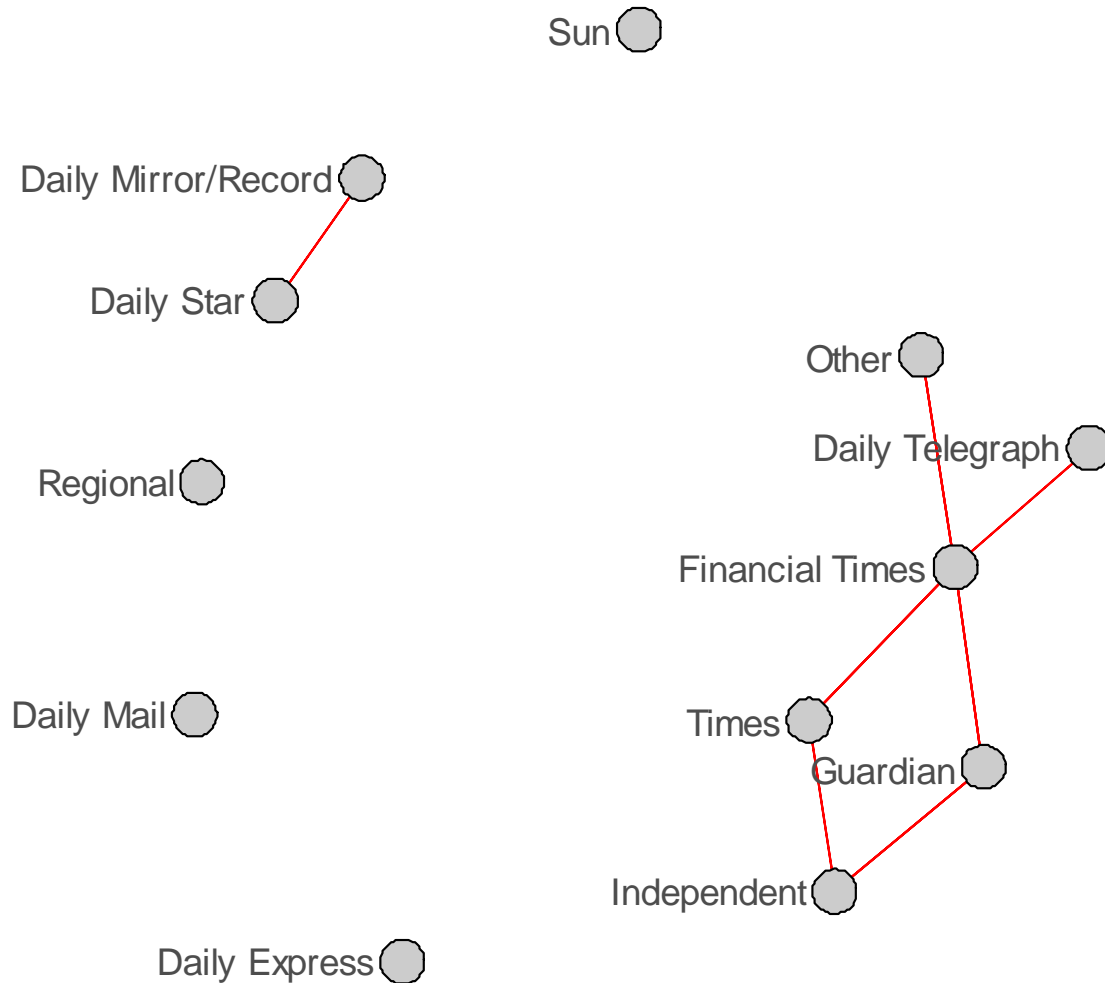 Sun
Daily Mirror/Record
Daily Star
Other
Daily Telegraph
Regional
Financial Times
Daily Mail
Times
Guardian
Independent
Daily Express